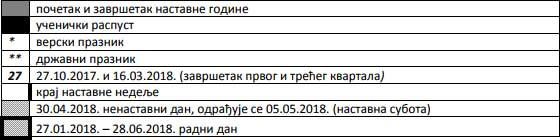 почетак и завршетак наставне године
ученички распуст
* верски празник
** државни празник
27 27.10.2017. и 16.03.2018. (завршетак првог и трећег квартала)
крај наставне недеље
30.04.2018. ненаставни дан, одрађује се 05.05.2018. (наставна субота)
27.01.2018. – 28.06.2018. радни дан